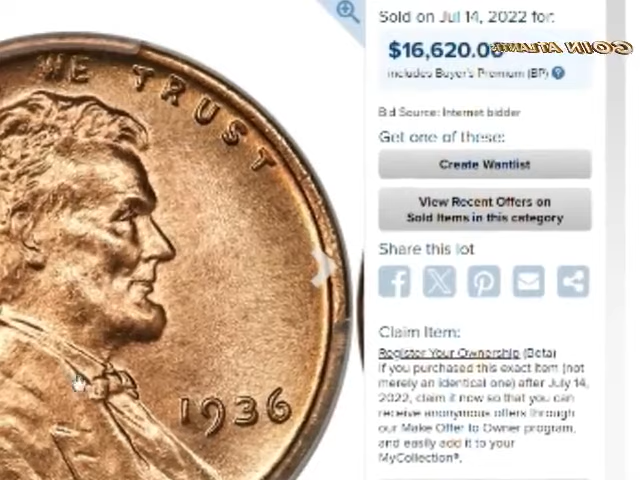 WE TRUST
1936
Sold on Jul 14, 2022 for:
$16,620.00
COIN
includes Buyer's Premium (BP)
Bid Source: Internet bidder
Get one of these:
Create Wantlist
View Recent Offers on
Sold Items in this category
Share this lot
Claim Item:
Register Your Ownership (Beta)
If you purchased this exact item (not
merely an identical one) after July 14,
2022, claim it now so that you can
receive anonymous offers through
our Make Offer to Owner program,
and easily add it to your
MyCollection®.